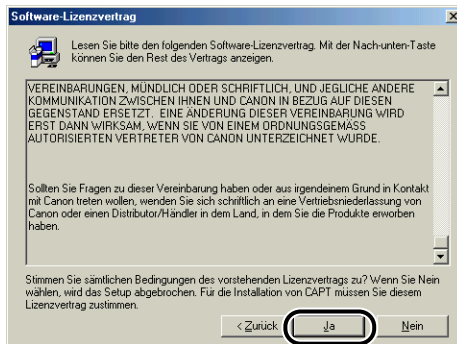 Software-Lizenzvertrag
Lesen Sie bitte den folgenden Software-Lizenzvertrag. Mit der Nach-unten-Taste
können Sie den Rest des Vertrags anzeigen.
VEREINBARUNGEN, MÜNDLICH ODER SCHRIFTLICH, UND JEGLICHE ANDERE
KOMMUNIKATION ZWISCHEN IHNEN UND CANON IN BEZUG AUF DIESEN
GEGENSTAND ERSETZT. EINE ÄNDERUNG DIESER VEREINBARUNG WIRD
ERST DANN WIRKSAM, WENN SIE VON EINEM ORDNUNGSGEMÄSS
AUTORISIERTEN VERTRETER VON CANON UNTERZEICHNET WURDE.
Sollten Sie Fragen zu dieser Vereinbarung haben oder aus irgendeinem Grund in Kontakt
mit Canon treten wollen, wenden Sie sich schriftlich an eine Vertriebsniederlassung von
Canon oder einen Distributor/Händler in dem Land, in dem Sie die Produkte erworben
haben.
Stimmen Sie sämtlichen Bedingungen des vorstehenden Lizenzvertrags zu? Wenn Sie Nein
wählen, wird das Setup abgebrochen. Für die Installation von CAPT müssen Sie diesem
Lizenzvertrag zustimmen.
< Zurück Ja Nein